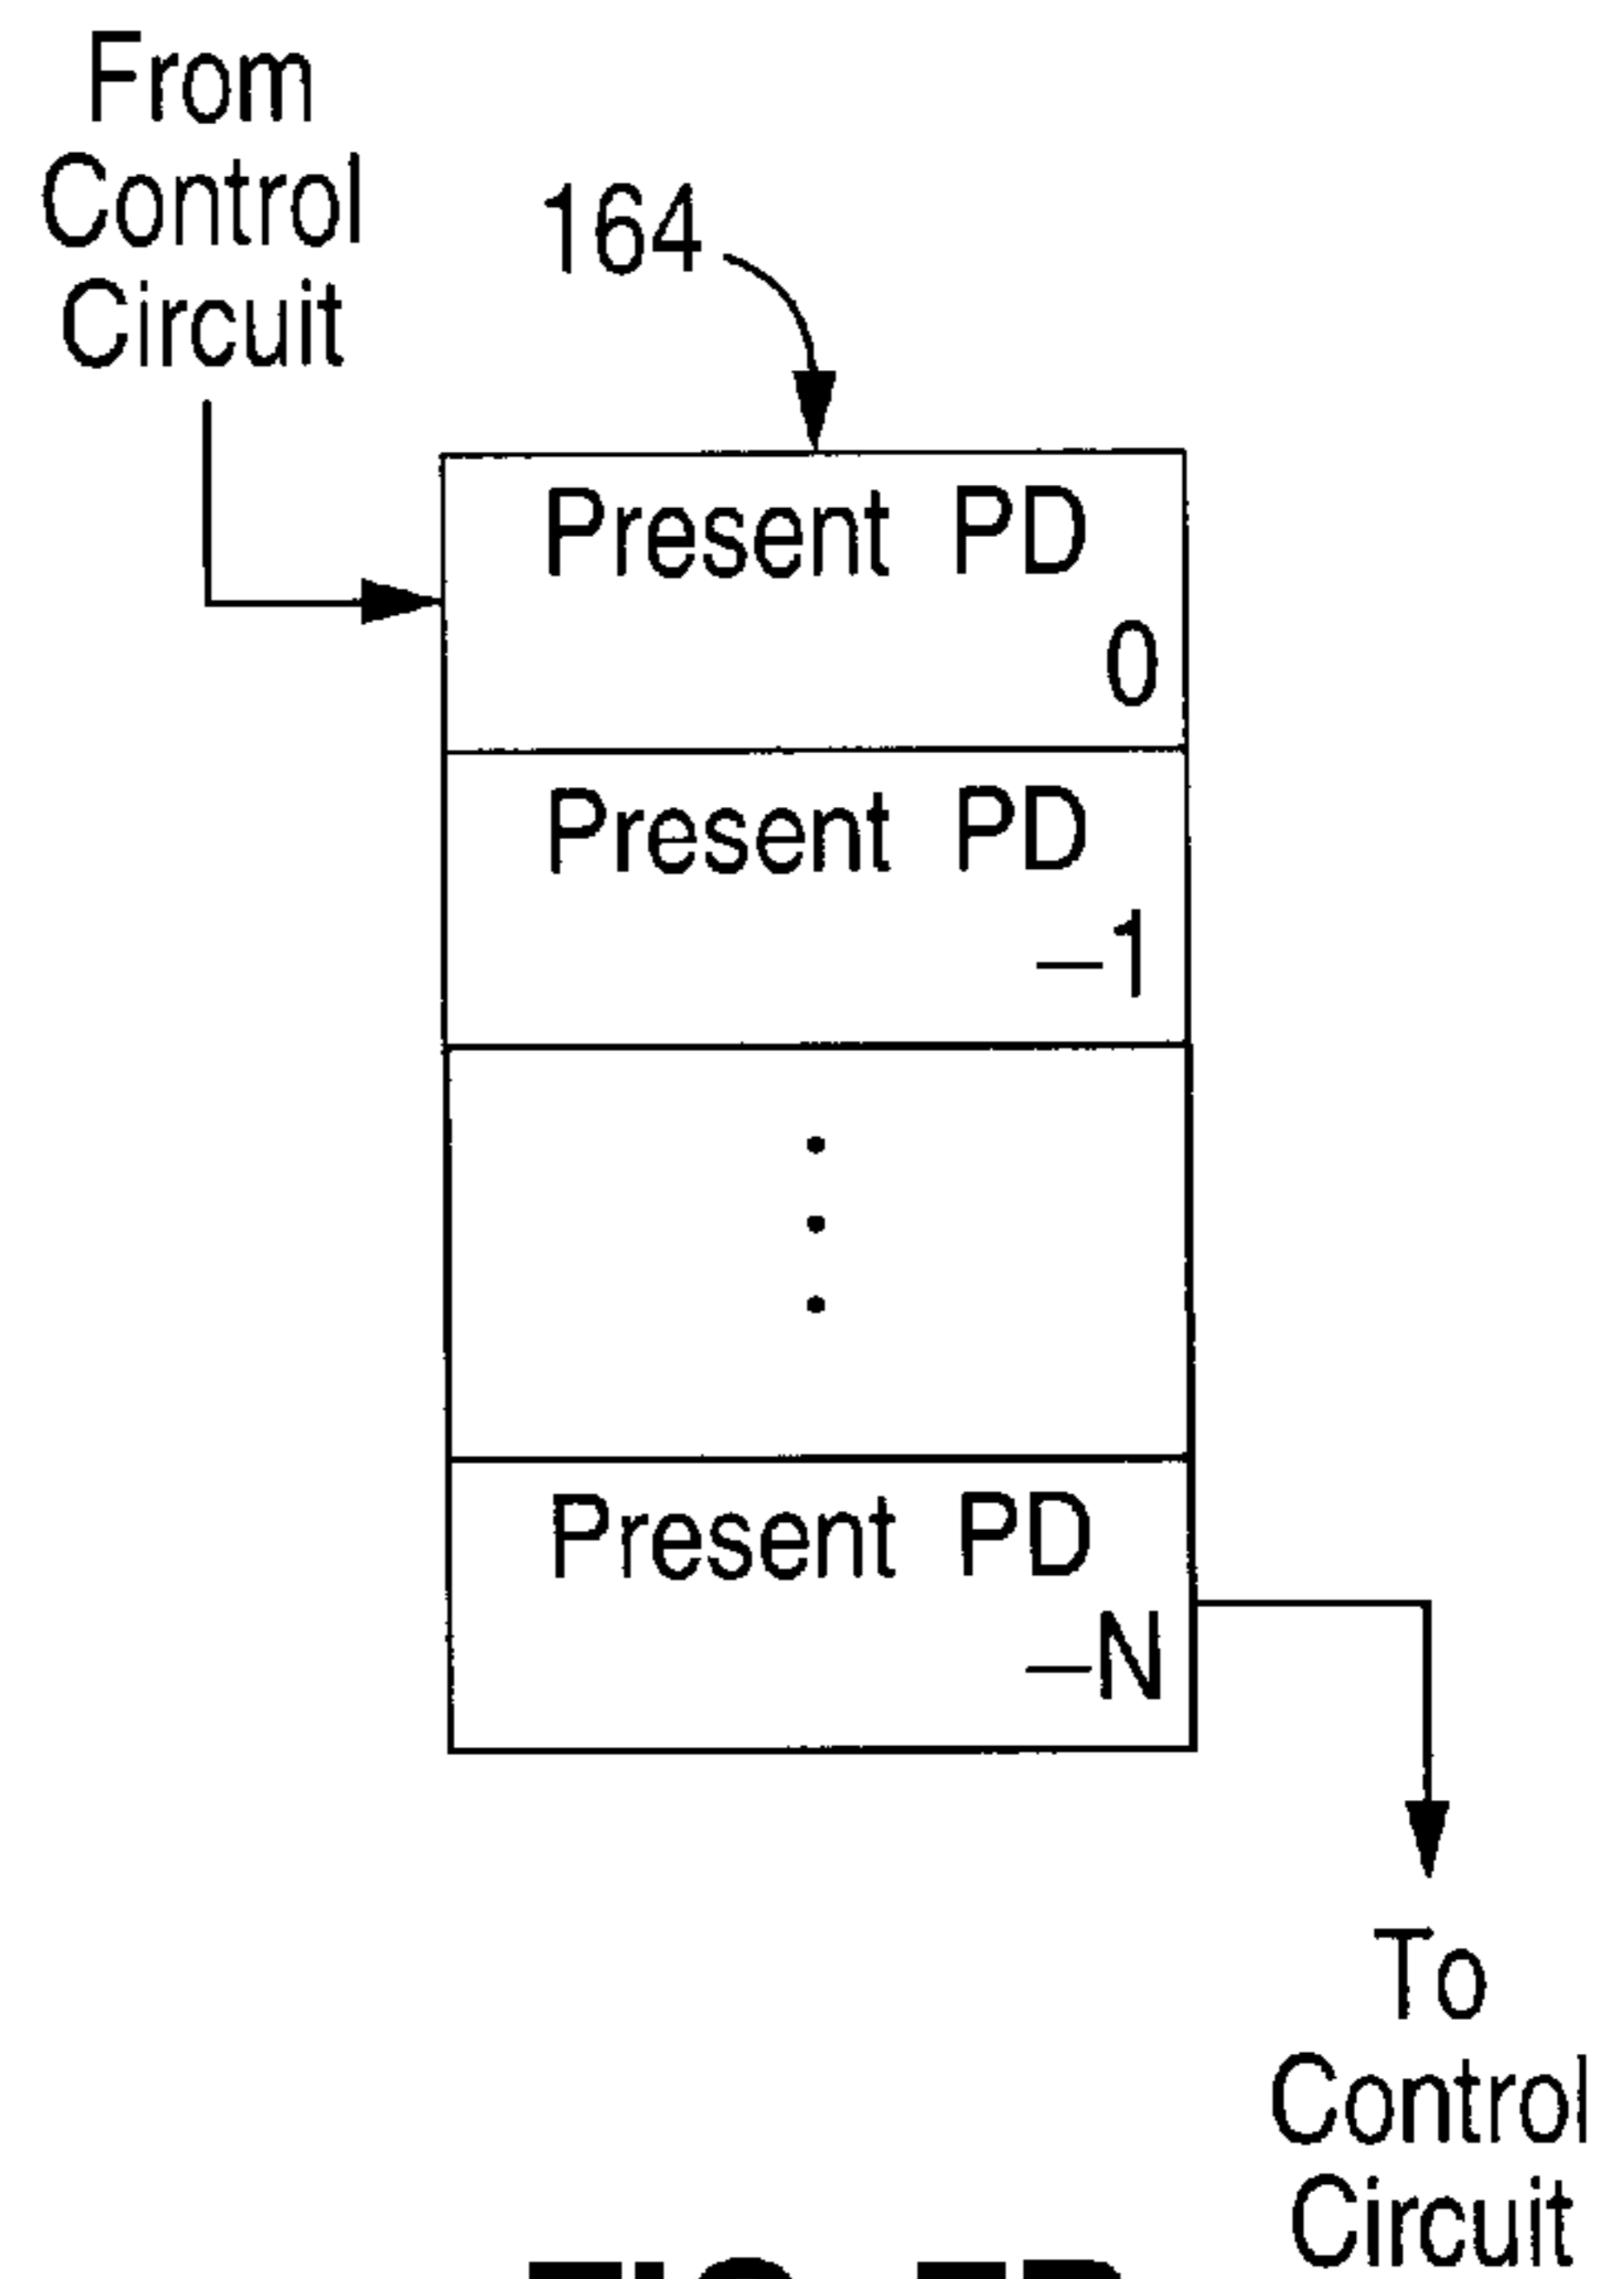 From
Control
Circuit
164
Present PD
0
Present PD
–1
Present PD
–N
To
Control
Circuit